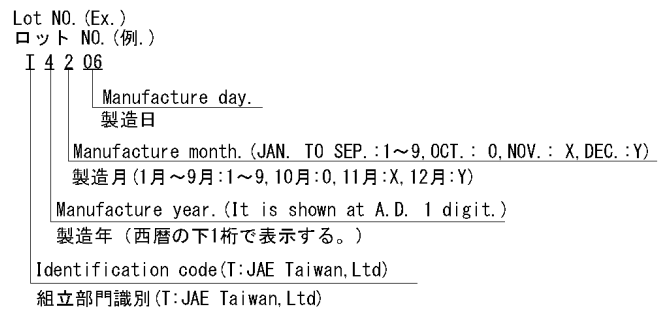 Lot NO.(Ex.)
ロット NO.(例.)
T 4 2 06
Manufacture day.
製造日
Manufacture month.(JAN. TO SEP.:1～9,OCT.: O,NOV.: X,DEC.:Y)
製造月(1月～9月:1～9,10月:O,11月:X,12月:Y)
Manufacture year.(It is shown at A.D. 1 digit.)
製造年（西暦の下1桁で表示する。）
Identification code(T:JAE Taiwan,Ltd)
組立部門識別(T:JAE Taiwan,Ltd)